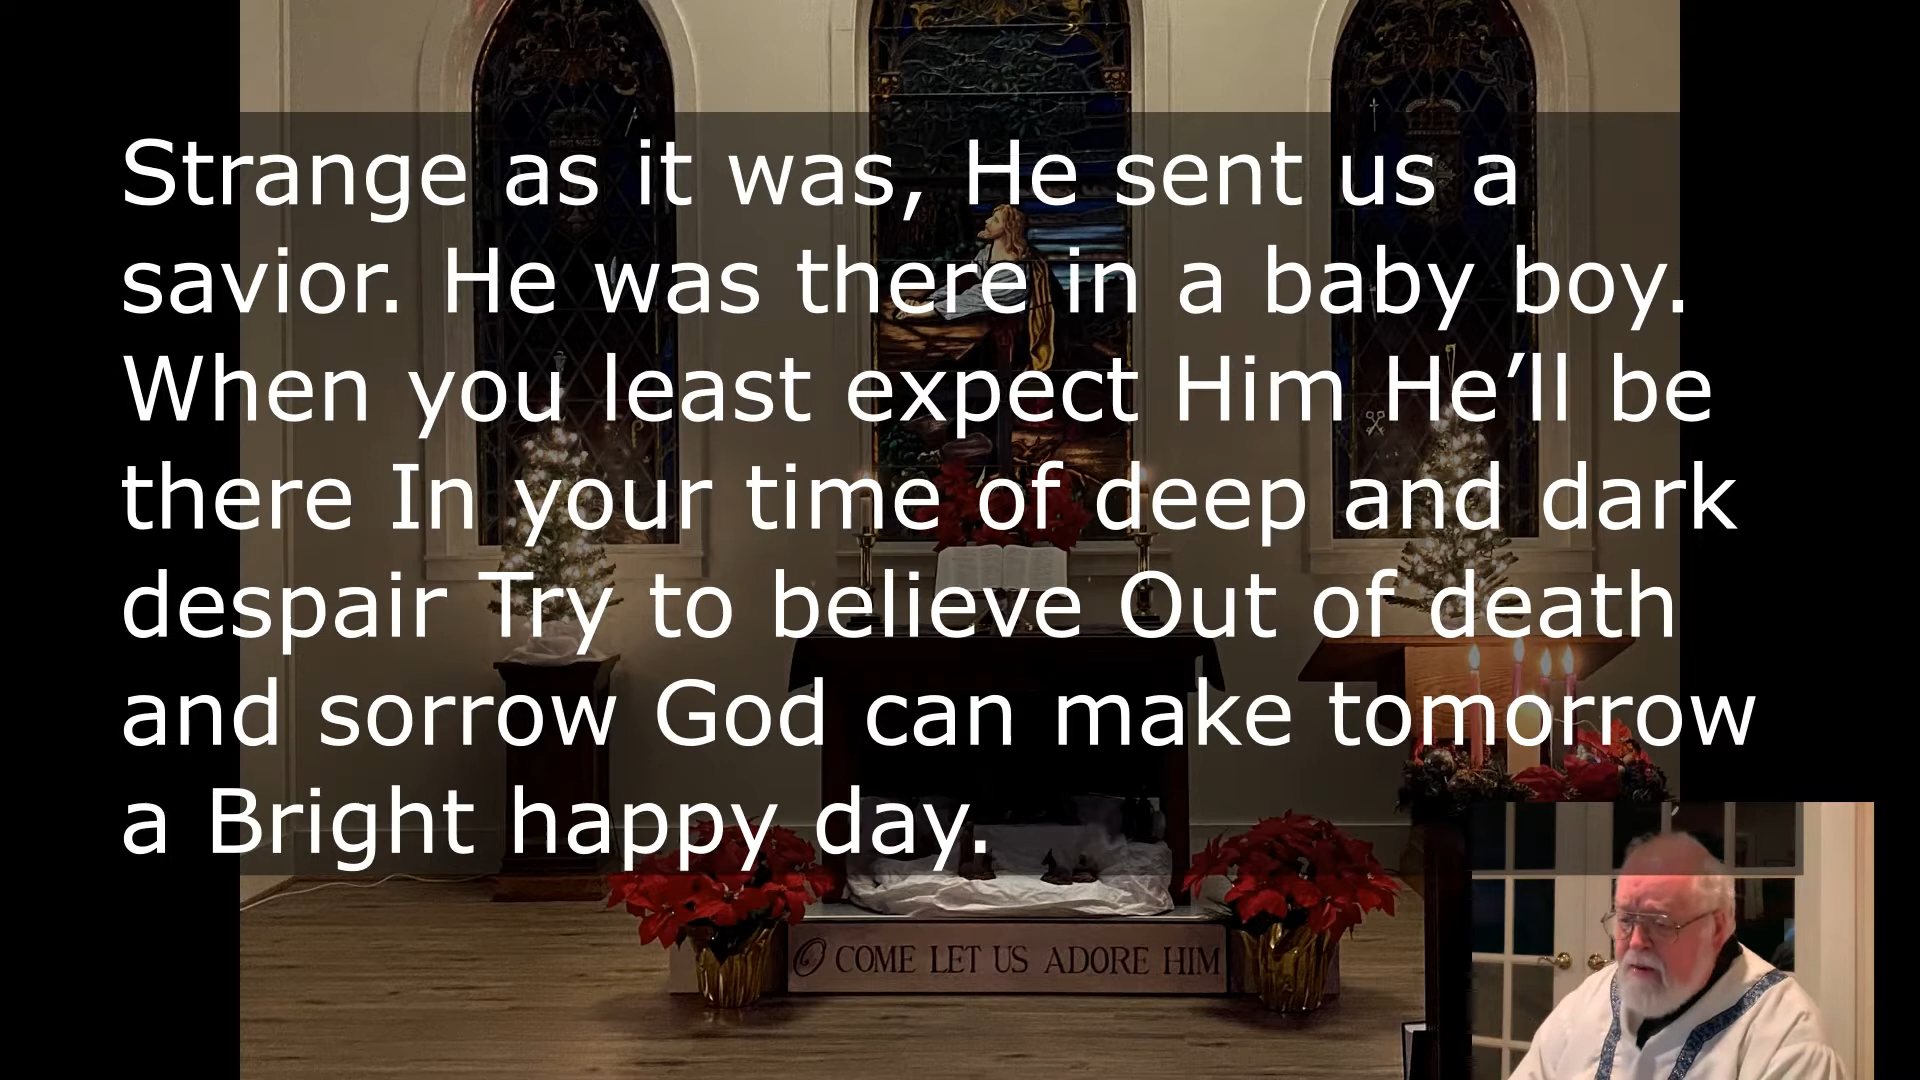 Strange as it was, He sent us a
savior. He was there in a baby boy.
When you least expect Him He’ll be
there In your time of deep and dark
despair Try to believe Out of death
and sorrow God can make tomorrow
a Bright happy day.
O COME LET US ADORE HIM